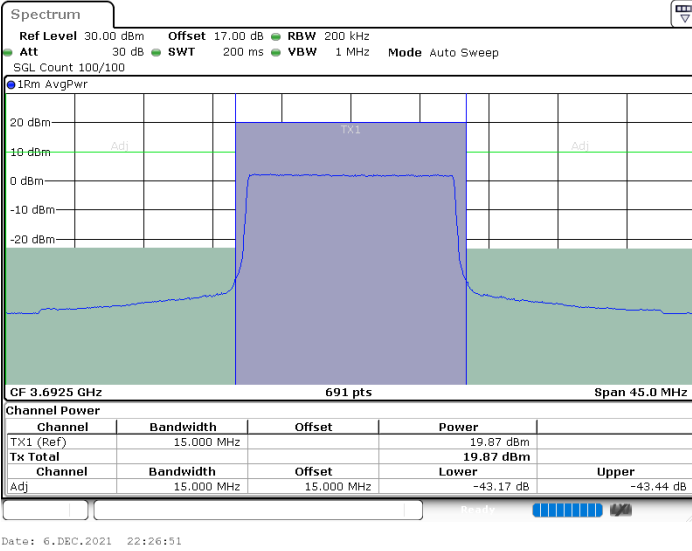 Spectrum
Ref Level 30.00 dBm Offset 17.00 dB RBW 200 kHz
Att 30 dB SWT 200 ms VBW 1 MHz Mode Auto Sweep
SGL Count 100/100
1Rm AvgPwr
20 dBm
TX1
Adj Adj
10 dBm
0 dBm
-10 dBm
-20 dBm
CF 3.6925 GHz 691 pts Span 45.0 MHz
Channel Power
Channel Bandwidth Offset Power
TX1 (Ref) 15.000 MHz 19.87 dBm
Tx Total 19.87 dBm
Channel Bandwidth Offset Lower Upper
Adj 15.000 MHz 15.000 MHz -43.17 dB -43.44 dB
Ready
Date: 6.DEC.2021 22:26:51